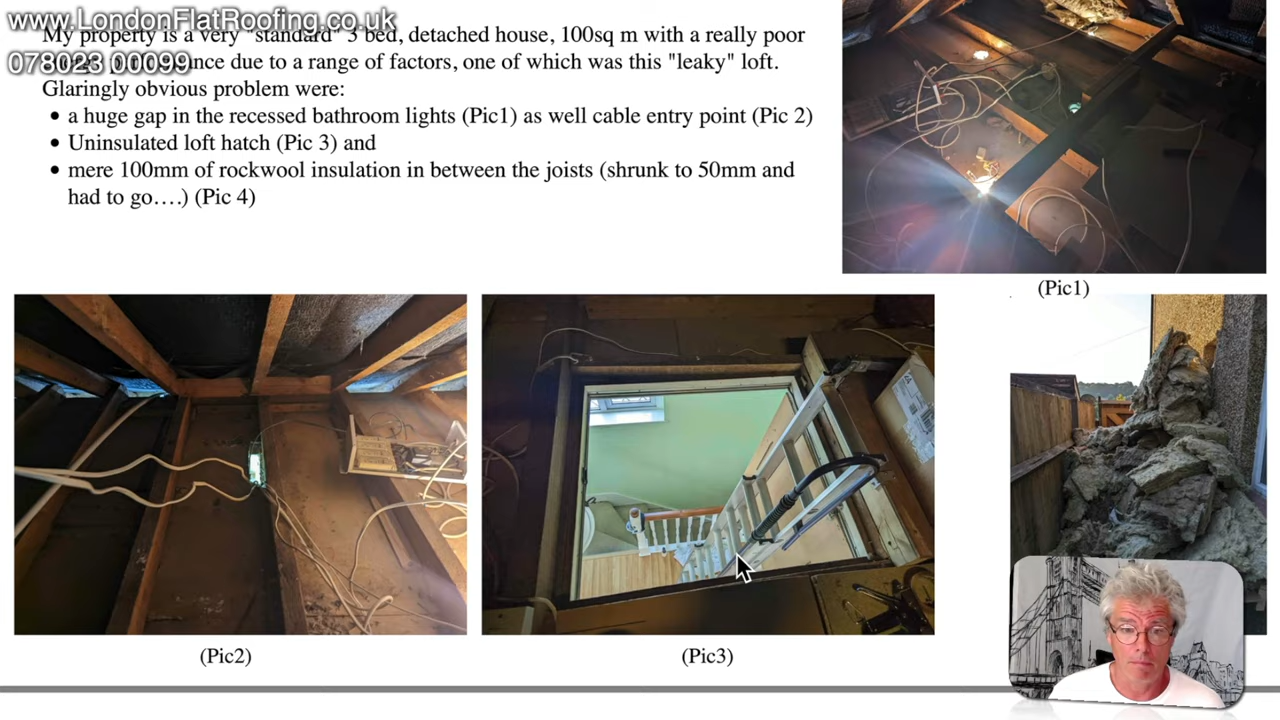 www.LondonFlatRoofing.co.uk
My property is a very "standard" 3 bed, detached house, 100sq m with a really poor
078023 00099
performance due to a range of factors, one of which was this "leaky" loft.
Glaringly obvious problem were:
• a huge gap in the recessed bathroom lights (Pic1) as well cable entry point (Pic 2)
• Uninsulated loft hatch (Pic 3) and
• mere 100mm of rockwool insulation in between the joists (shrunk to 50mm and
had to go….) (Pic 4)
(Pic1)
(Pic2)
(Pic3)